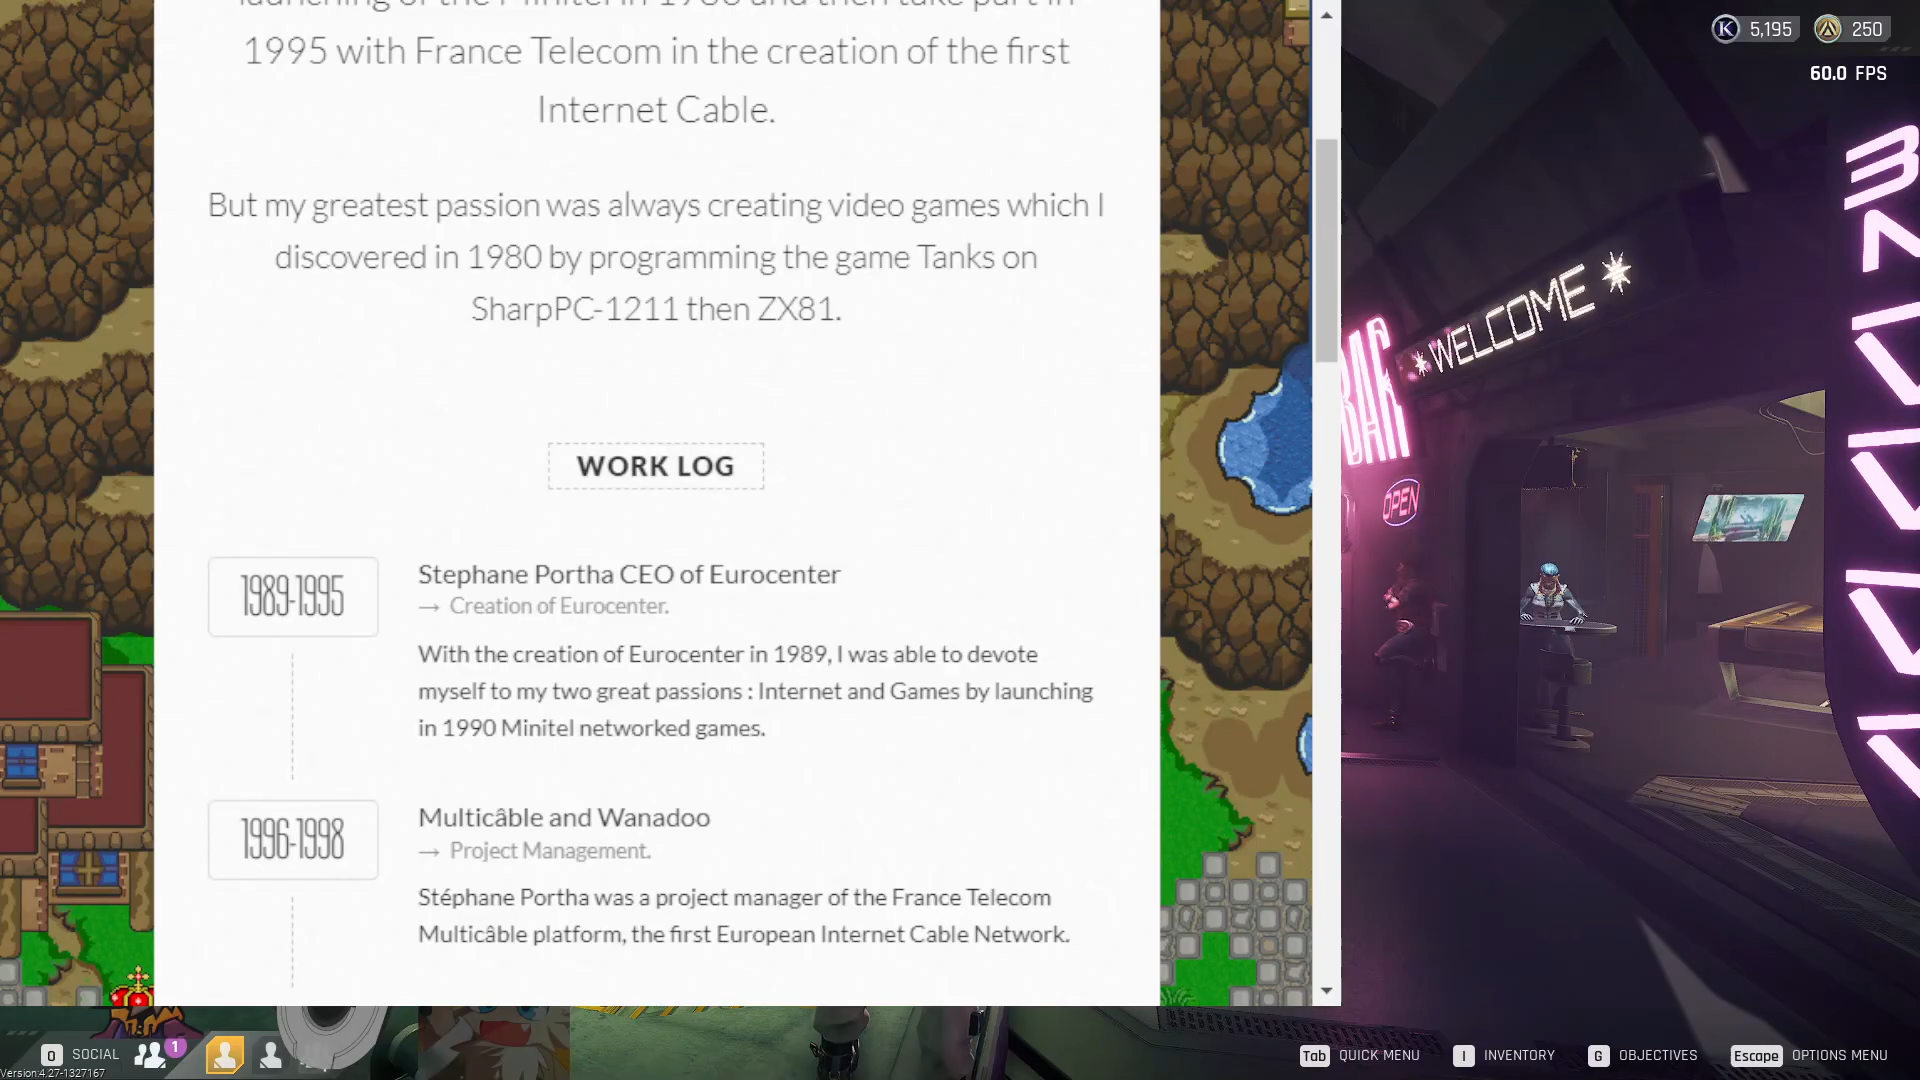 1995 with France Telecom in the creation of the first
Internet Cable.
But my greatest passion was always creating video games which I
discovered in 1980 by programming the game Tanks on
SharpPC-1211 then ZX81.
WORK LOG
1989-1995
Stephane Portha CEO of Eurocenter
→ Creation of Eurocenter.
With the creation of Eurocenter in 1989, I was able to devote
myself to my two great passions : Internet and Games by launching
in 1990 Minitel networked games.
1996-1998
Multicâble and Wanadoo
→ Project Management.
Stéphane Portha was a project manager of the France Telecom
Multicâble platform, the first European Internet Cable Network.
K 5,195 250
60.0 FPS
*WELCOME*
BAR
OPEN
O SOCIAL 1
Tab QUICK MENU I INVENTORY G OBJECTIVES Escape OPTIONS MENU
Version:4.27-1327167